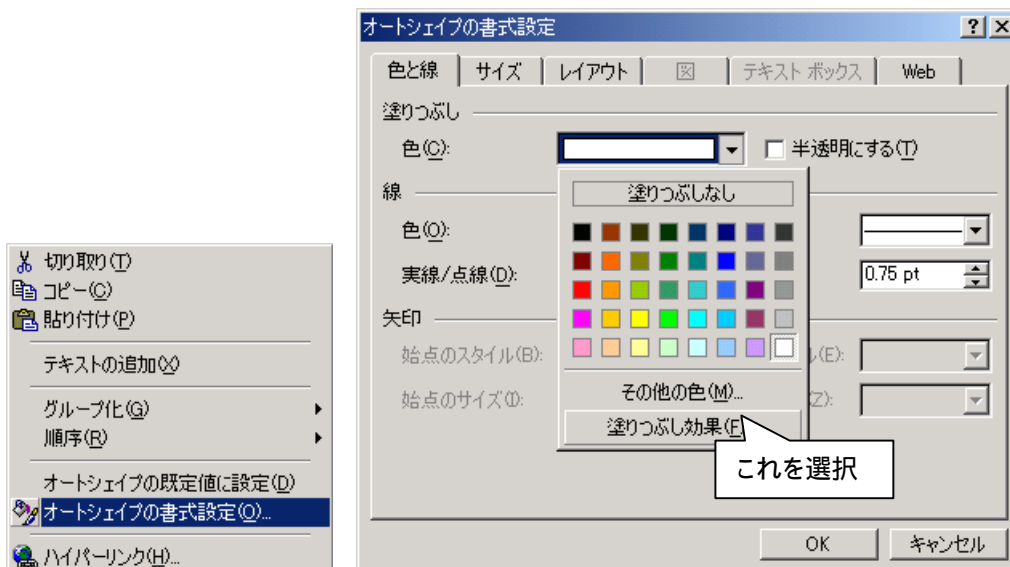 切り取り(T)
コピー(C)
貼り付け(P)
テキストの追加(X)
グループ化(G)
順序(R)
オートシェイプの既定値に設定(D)
オートシェイプの書式設定(O)...
ハイパーリンク(H)...
オートシェイプの書式設定
色と線 サイズ レイアウト 図 テキスト ボックス Web
塗りつぶし
色(C): 半透明にする(T)
塗りつぶしなし
線
色(O):
実線/点線(D): 0.75 pt
矢印
始点のスタイル(B): ル(E):
始点のサイズ(I): (Z):
その他の色(M)...
塗りつぶし効果(F)
これを選択
OK キャンセル